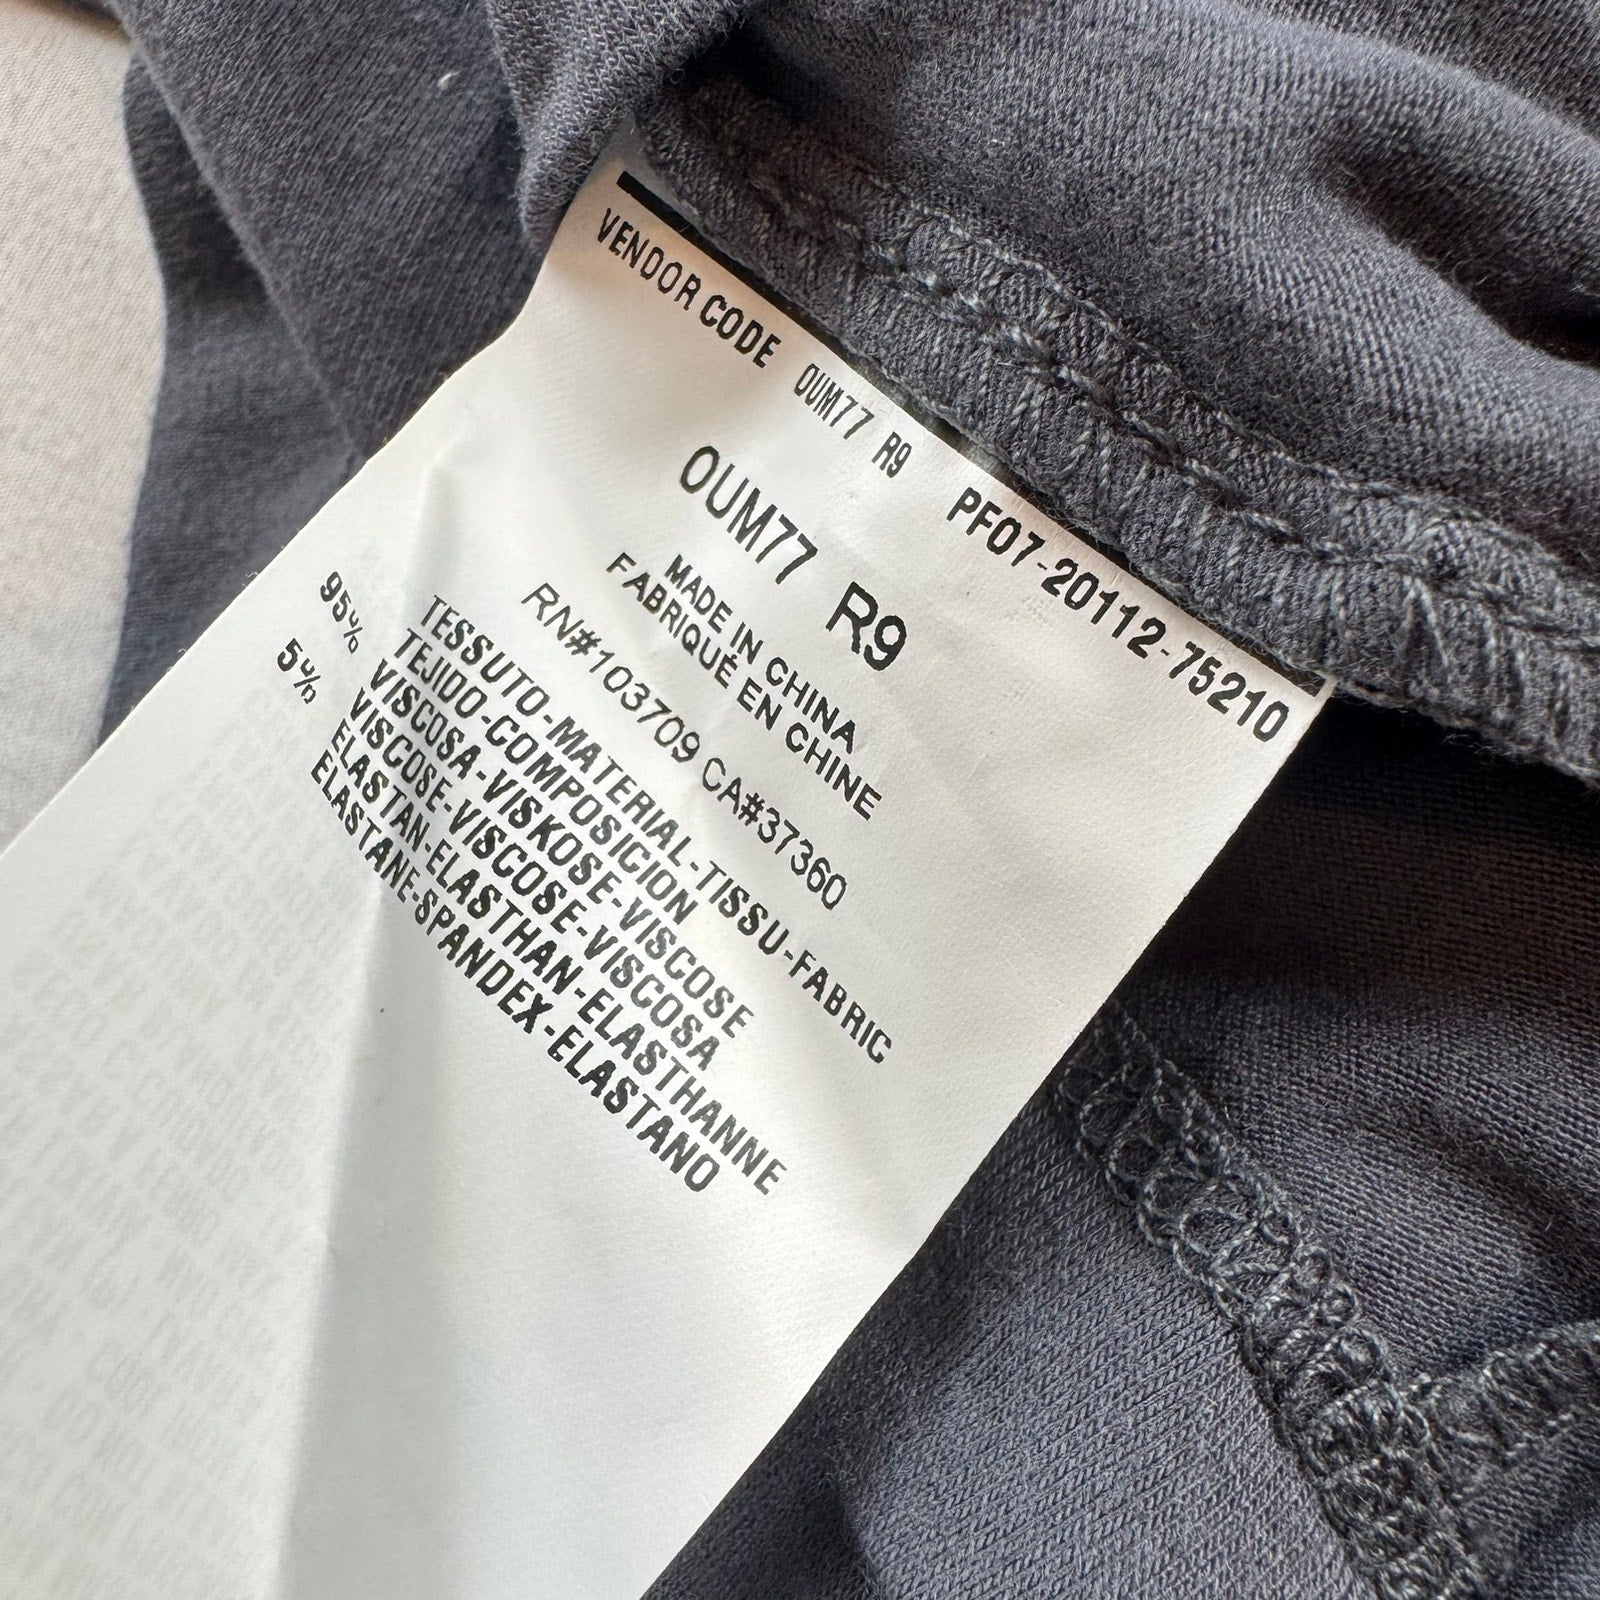 VENDOR CODE OUM77 R9 PF07-20112-75210
OUM77 R9
MADE IN CHINA
FABRIQUÉ EN CHINE
RN#103709 CA#37360
TESSUTO-MATERIAL-TISSU-FABRIC
TEJIDO-COMPOSICION
95% VISCOSA-VISKOSE-VISCOSE
VISCOSE-VISCOSE-VISCOSA
5% ELASTAN-ELASTHAN-ELASTHANNE
ELASTANE-SPANDEX-ELASTANO